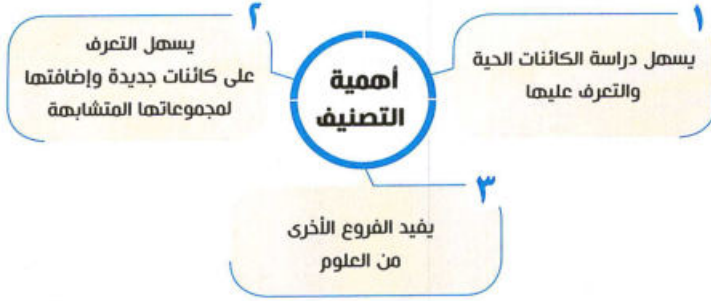 أهمية
التصنيف
١
يسهل دراسة الكائنات الحية
والتعرف عليها
٢
يسهل التعرف
على كائنات جديدة وإضافتها
لمجموعاتها المتشابهة
٣
يفيد الفروع الأخرى
من العلوم